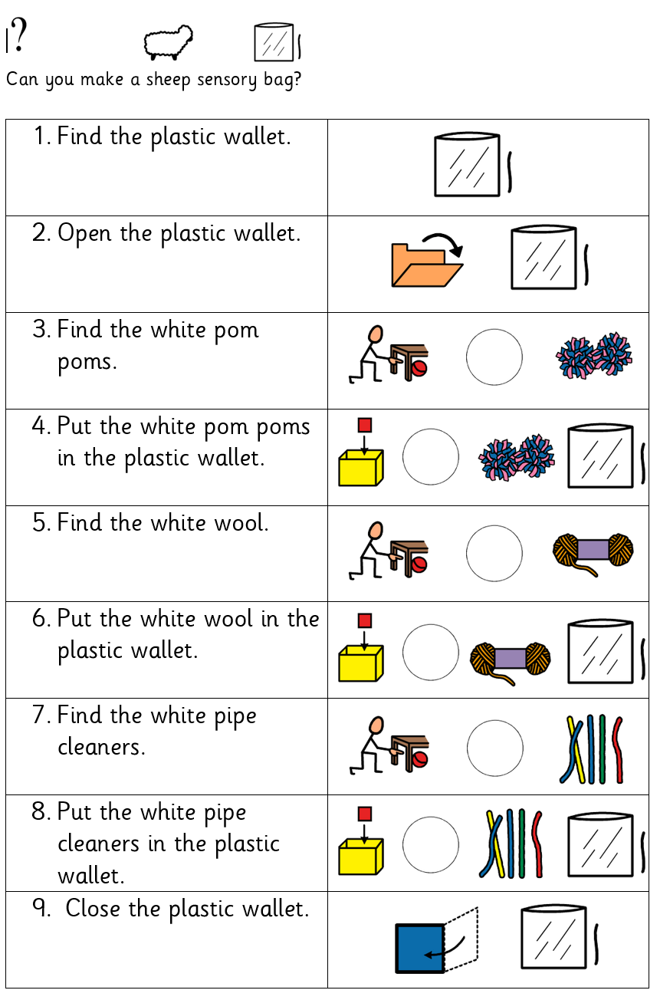 |?
Can you make a sheep sensory bag?
1. Find the plastic wallet.
2. Open the plastic wallet.
3. Find the white pom
poms.
4. Put the white pom poms
in the plastic wallet.
5. Find the white wool.
6. Put the white wool in the
plastic wallet.
7. Find the white pipe
cleaners.
8. Put the white pipe
cleaners in the plastic
wallet.
9. Close the plastic wallet.